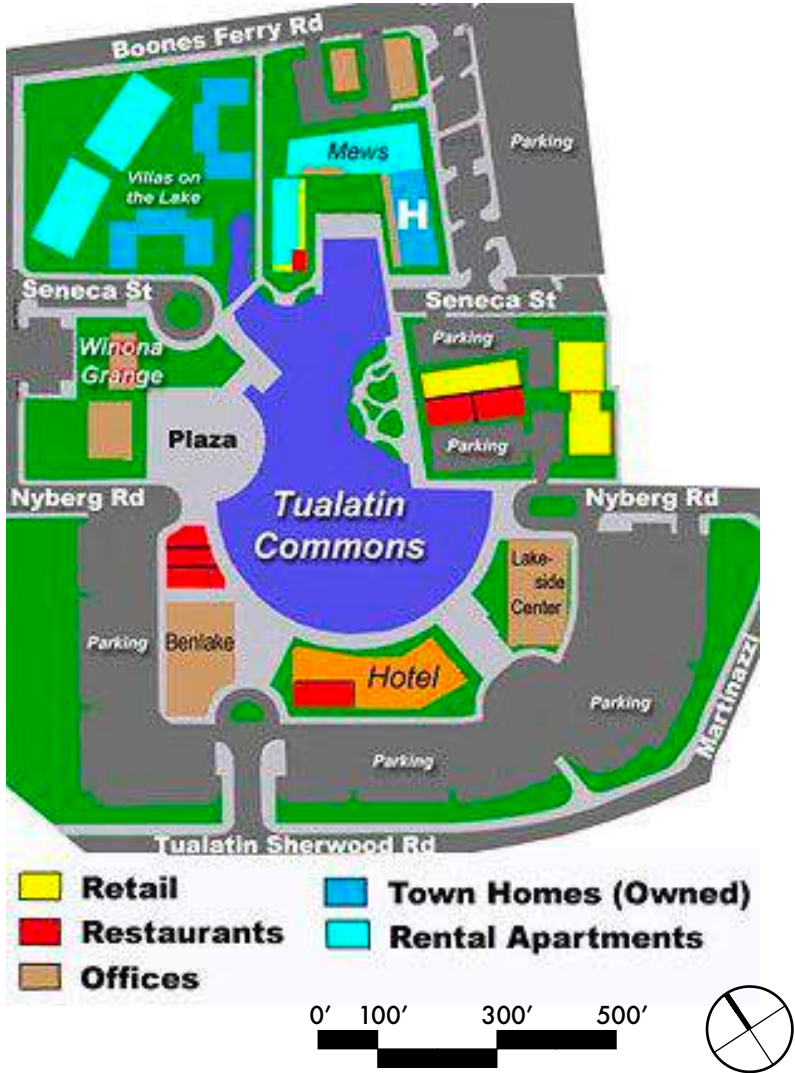 Boones Ferry Rd
Parking
Mews
Villas on
the Lake
H
Seneca St
Seneca St
Parking
Winona
Grange
Plaza
Parking
Nyberg Rd
Nyberg Rd
Tualatin
Commons
Lake-
side
Center
Parking
Benlake
Hotel
Parking
Martinazzi
Parking
Tualatin Sherwood Rd
Retail
Town Homes (Owned)
Restaurants
Rental Apartments
Offices
0′ 100′ 300′ 500′